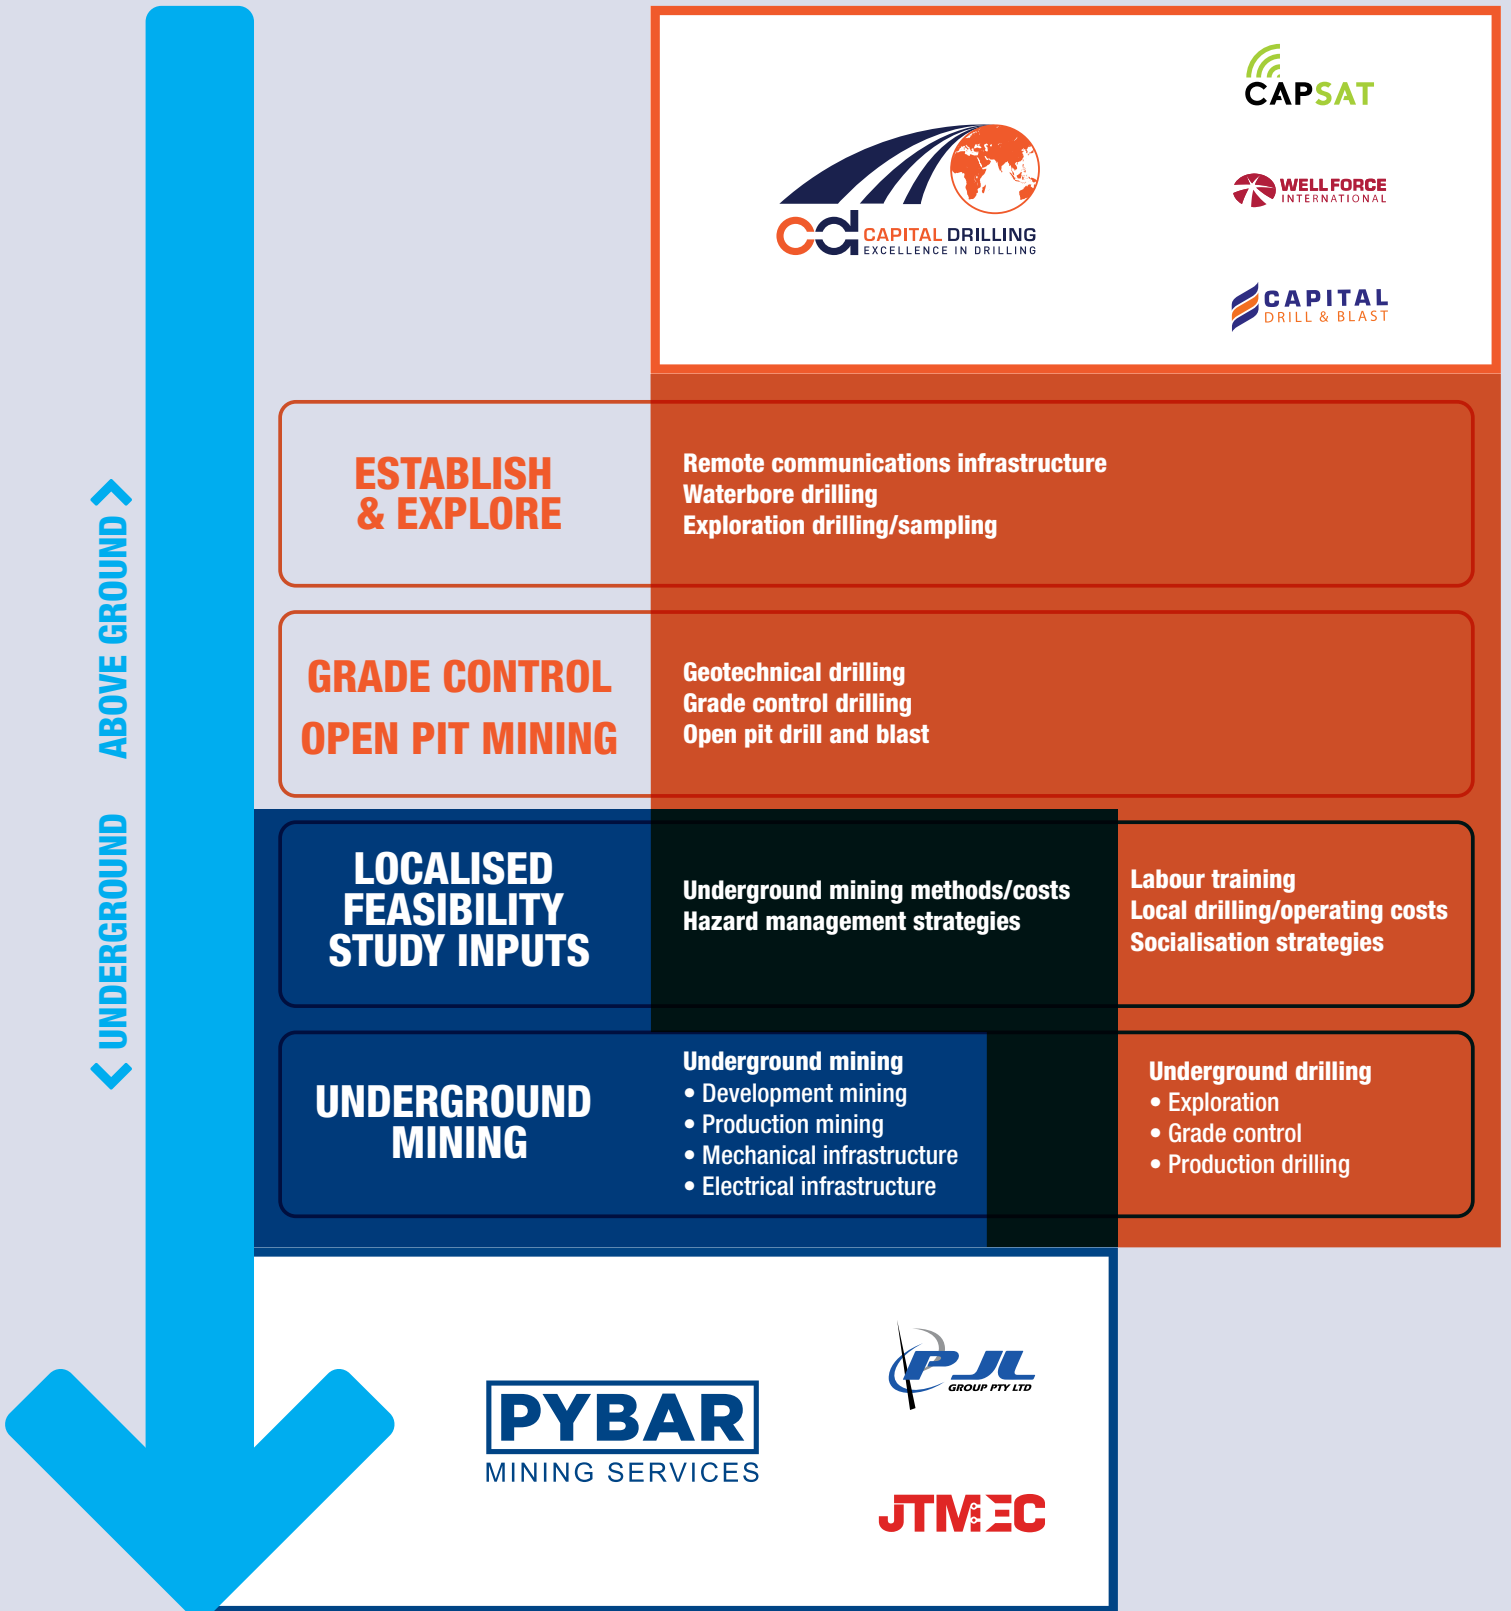 CAPSAT
WELL FORCE
INTERNATIONAL
cd CAPITAL DRILLING
EXCELLENCE IN DRILLING
CAPITAL
DRILL & BLAST
ABOVE GROUND
UNDERGROUND
ESTABLISH
& EXPLORE
Remote communications infrastructure
Waterbore drilling
Exploration drilling/sampling
GRADE CONTROL
OPEN PIT MINING
Geotechnical drilling
Grade control drilling
Open pit drill and blast
LOCALISED
FEASIBILITY
STUDY INPUTS
Underground mining methods/costs
Hazard management strategies
Labour training
Local drilling/operating costs
Socialisation strategies
UNDERGROUND
MINING
Underground mining
• Development mining
• Production mining
• Mechanical infrastructure
• Electrical infrastructure
Underground drilling
• Exploration
• Grade control
• Production drilling
PYBAR
MINING SERVICES
PJL
GROUP PTY LTD
JTMEC